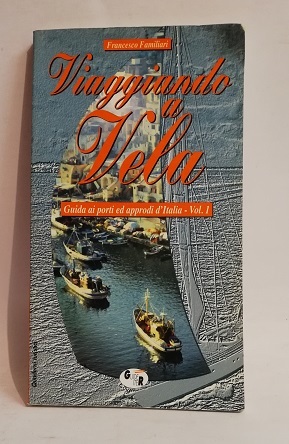 Francesco Familiari
Viaggiando
a
Vela
Guida ai porti ed approdi d'Italia - Vol. 1